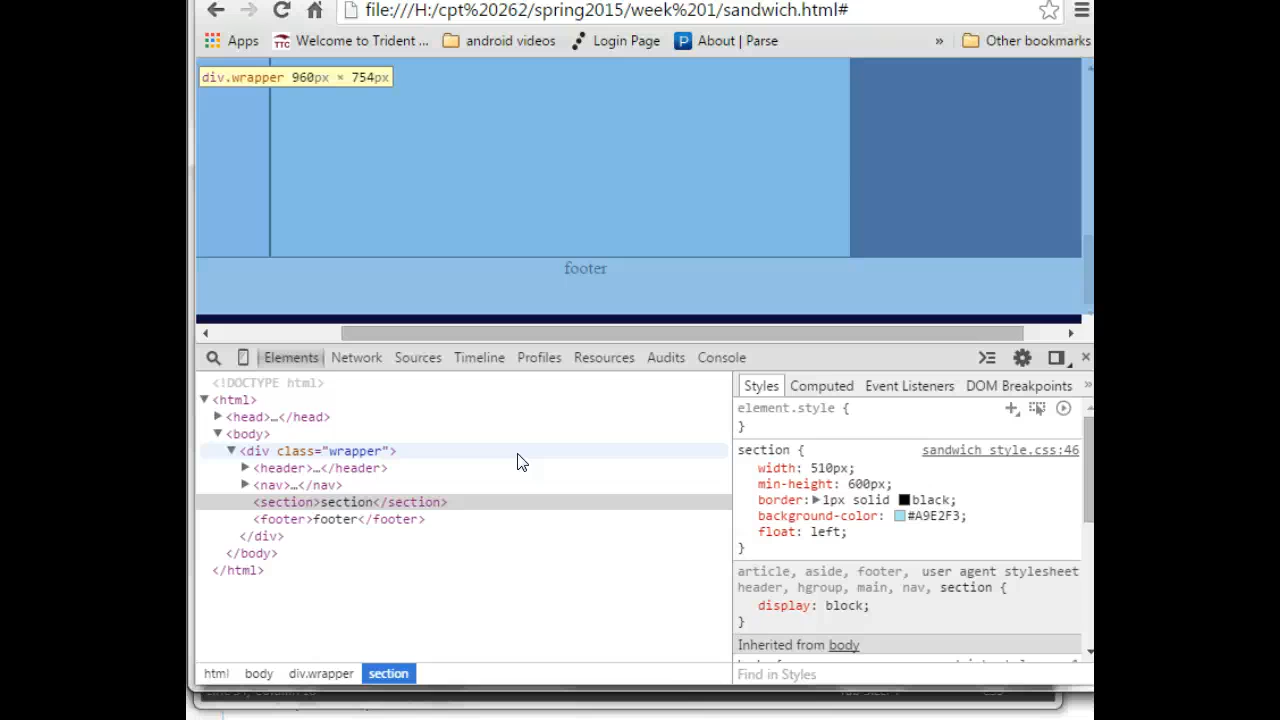 file:///H:/cpt%20262/spring2015/week%201/sandwich.html#
Apps Welcome to Trident ... android videos Login Page About | Parse » Other bookmarks
div.wrapper 960px × 754px
footer
Elements Network Sources Timeline Profiles Resources Audits Console
<!DOCTYPE html>
<html>
<head>…</head>
<body>
<div class="wrapper">
<header>…</header>
<nav>…</nav>
<section>section</section>
<footer>footer</footer>
</div>
</body>
</html>
html body div.wrapper section
Styles Computed Event Listeners DOM Breakpoints »
element.style {
}
section { sandwich style.css:46
width: 510px;
min-height: 600px;
border: 1px solid black;
background-color: #A9E2F3;
float: left;
}
article, aside, footer, user agent stylesheet
header, hgroup, main, nav, section {
display: block;
}
Inherited from body
Find in Styles